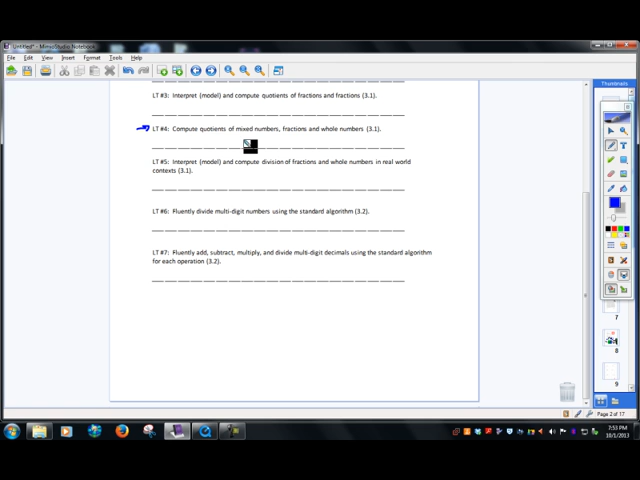 Untitled* - MimioStudio Notebook
File Edit View Insert Format Tools Help
Thumbnails
LT #3: Interpret (model) and compute quotients of fractions and fractions (3.1).
LT #4: Compute quotients of mixed numbers, fractions and whole numbers (3.1).
LT #5: Interpret (model) and compute division of fractions and whole numbers in real world
contexts (3.1).
LT #6: Fluently divide multi-digit numbers using the standard algorithm (3.2).
LT #7: Fluently add, subtract, multiply, and divide multi-digit decimals using the standard algorithm
for each operation (3.2).
7
8
9
Page 2 of 17
7:53 PM
10/1/2013